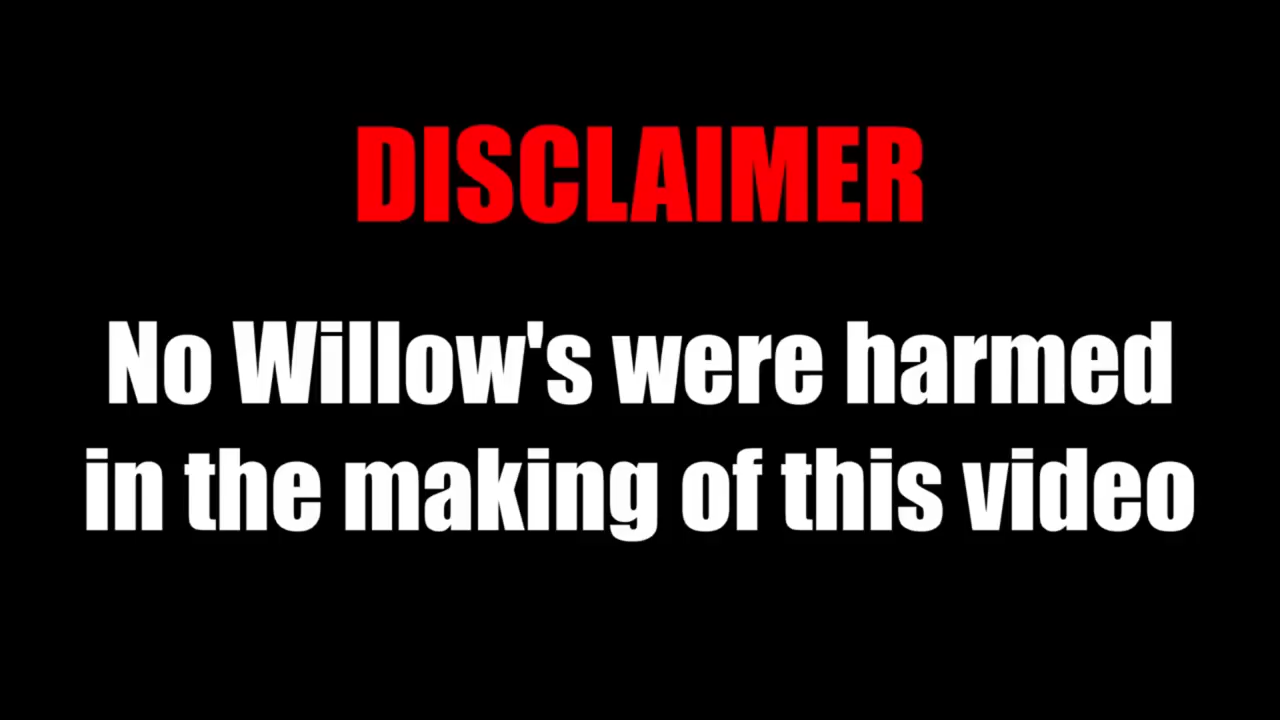 DISCLAIMER
No Willow's were harmed
in the making of this video